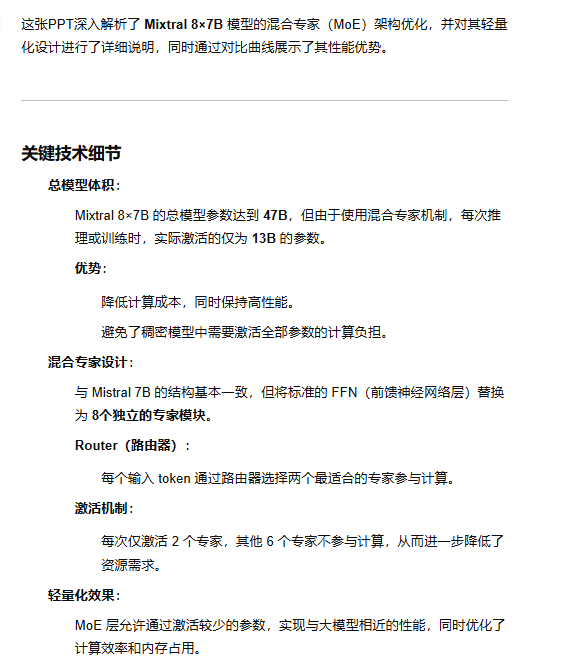 这张PPT深入解析了 Mixtral 8×7B 模型的混合专家（MoE）架构优化，并对其轻量
化设计进行了详细说明，同时通过对比曲线展示了其性能优势。
关键技术细节
总模型体积：
Mixtral 8×7B 的总模型参数达到 47B，但由于使用混合专家机制，每次推
理或训练时，实际激活的仅为 13B 的参数。
优势：
降低计算成本，同时保持高性能。
避免了稠密模型中需要激活全部参数的计算负担。
混合专家设计：
与 Mistral 7B 的结构基本一致，但将标准的 FFN（前馈神经网络层）替换
为 8个独立的专家模块。
Router（路由器）：
每个输入 token 通过路由器选择两个最适合的专家参与计算。
激活机制：
每次仅激活 2 个专家，其他 6 个专家不参与计算，从而进一步降低了
资源需求。
轻量化效果：
MoE 层允许通过激活较少的参数，实现与大模型相近的性能，同时优化了
计算效率和内存占用。